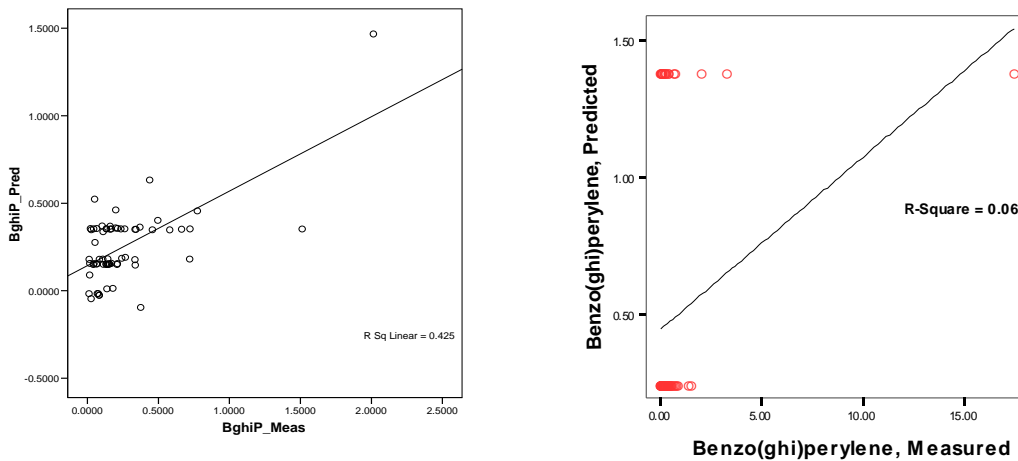 1.5000
1.0000
0.5000
0.0000
-0.5000
BghiP_Pred
R Sq Linear = 0.425
0.0000 0.5000 1.0000 1.5000 2.0000 2.5000
BghiP_Meas
1.50
1.00
0.50
Benzo(ghi)perylene, Predicted
R-Square = 0.06
0.00 5.00 10.00 15.00
Benzo(ghi)perylene, Measured